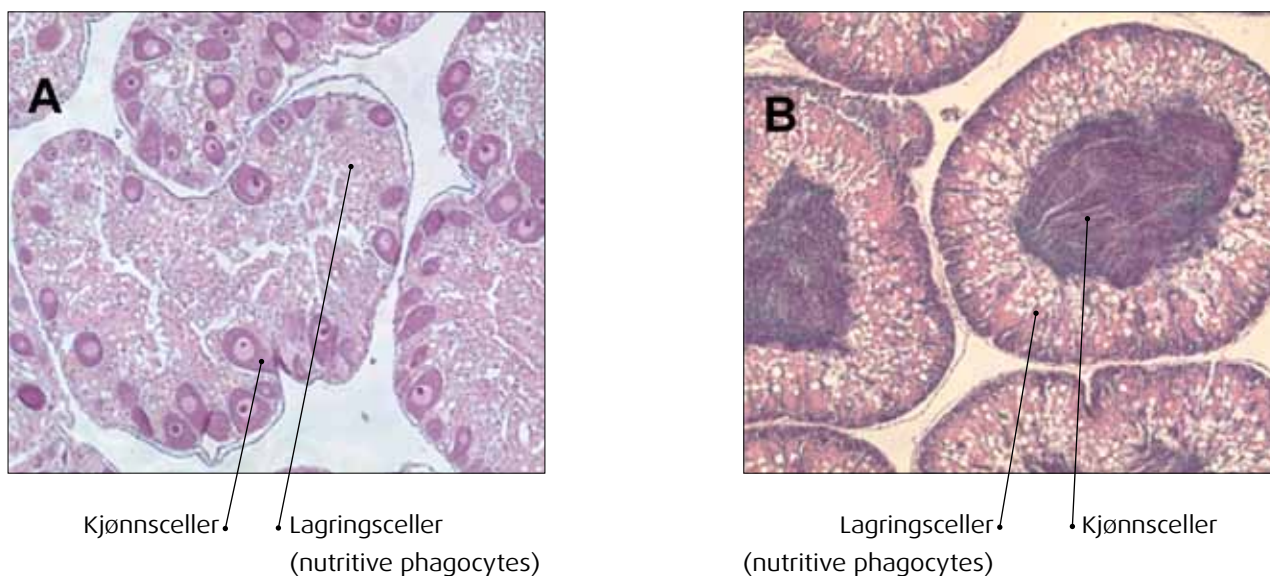 A
B
Kjønnsceller
Lagringsceller
(nutritive phagocytes)
Lagringsceller
(nutritive phagocytes)
Kjønnsceller